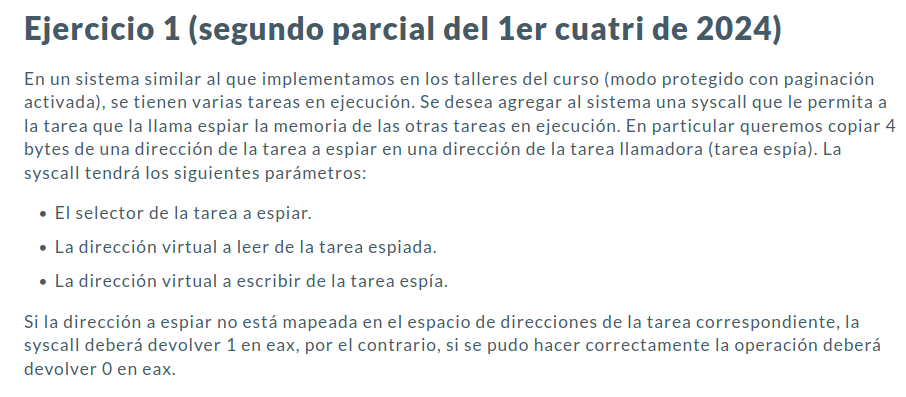 Ejercicio 1 (segundo parcial del 1er cuatri de 2024)
En un sistema similar al que implementamos en los talleres del curso (modo protegido con paginación
activada), se tienen varias tareas en ejecución. Se desea agregar al sistema una syscall que le permita a
la tarea que la llama espiar la memoria de las otras tareas en ejecución. En particular queremos copiar 4
bytes de una dirección de la tarea a espiar en una dirección de la tarea llamadora (tarea espía). La
syscall tendrá los siguientes parámetros:
• El selector de la tarea a espiar.
• La dirección virtual a leer de la tarea espiada.
• La dirección virtual a escribir de la tarea espía.
Si la dirección a espiar no está mapeada en el espacio de direcciones de la tarea correspondiente, la
syscall deberá devolver 1 en eax, por el contrario, si se pudo hacer correctamente la operación deberá
devolver 0 en eax.